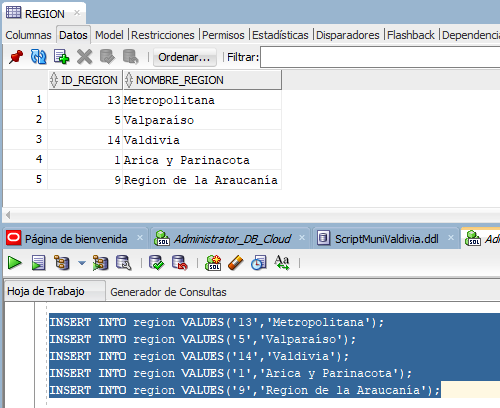 REGION
Columnas Datos Model Restricciones Permisos Estadísticas Disparadores Flashback Dependencia
Ordenar... Filtrar:
ID_REGION NOMBRE_REGION
1 13 Metropolitana
2 5 Valparaíso
3 14 Valdivia
4 1 Arica y Parinacota
5 9 Region de la Araucanía
Página de bienvenida Administrator_DB_Cloud ScriptMuniValdivia.ddl Adm
Hoja de Trabajo Generador de Consultas
INSERT INTO region VALUES('13','Metropolitana');
INSERT INTO region VALUES('5','Valparaíso');
INSERT INTO region VALUES('14','Valdivia');
INSERT INTO region VALUES('1','Arica y Parinacota');
INSERT INTO region VALUES('9','Region de la Araucanía');